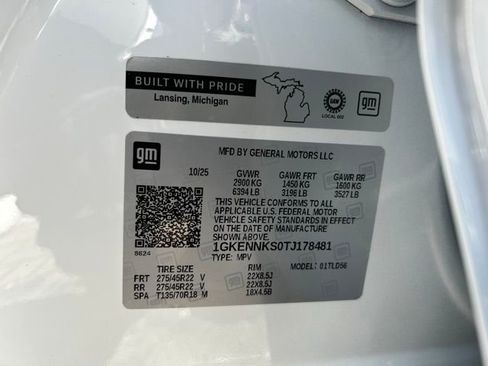 BUILT WITH PRIDE
Lansing, Michigan
UAW
LOCAL 602
gm
gm
MFD BY GENERAL MOTORS LLC
10/25 GVWR GAWR FRT GAWR RR
2900 KG 1450 KG 1600 KG
6394 LB 3196 LB 3527 LB
THIS VEHICLE CONFORMS TO ALL
APPLICABLE U.S. FEDERAL MOTOR
VEHICLE SAFETY STANDARDS IN
EFFECT ON THE DATE OF
MANUFACTURE SHOWN ABOVE.
1GKENNKS0TJ178481
8624
TYPE: MPV MODEL: 01TLD56
TIRE SIZE RIM
FRT 275/45R22 V 22X8.5J
RR 275/45R22 V 22X8.5J
SPA T135/70R18 M 18X4.5B